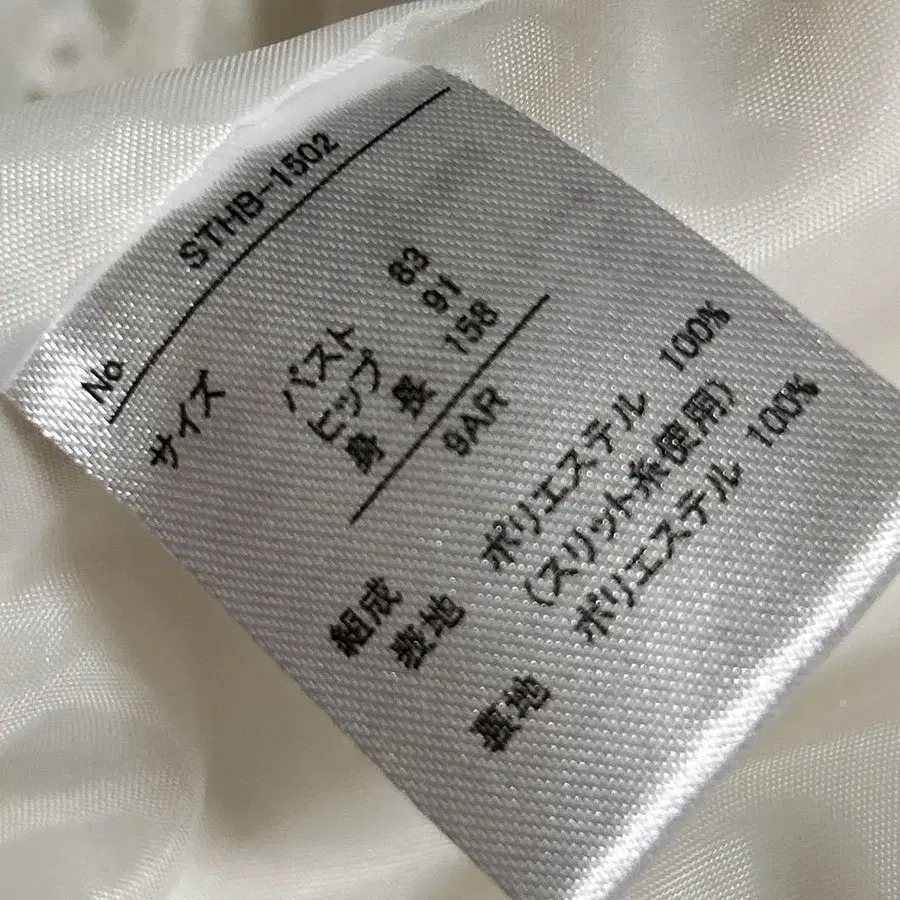 No. STHB-1502
サイズ
バスト 83
ヒップ 91
身長 158
9AR
組成
表地 ポリエステル 100%
(スリット糸使用)
裏地 ポリエステル 100%